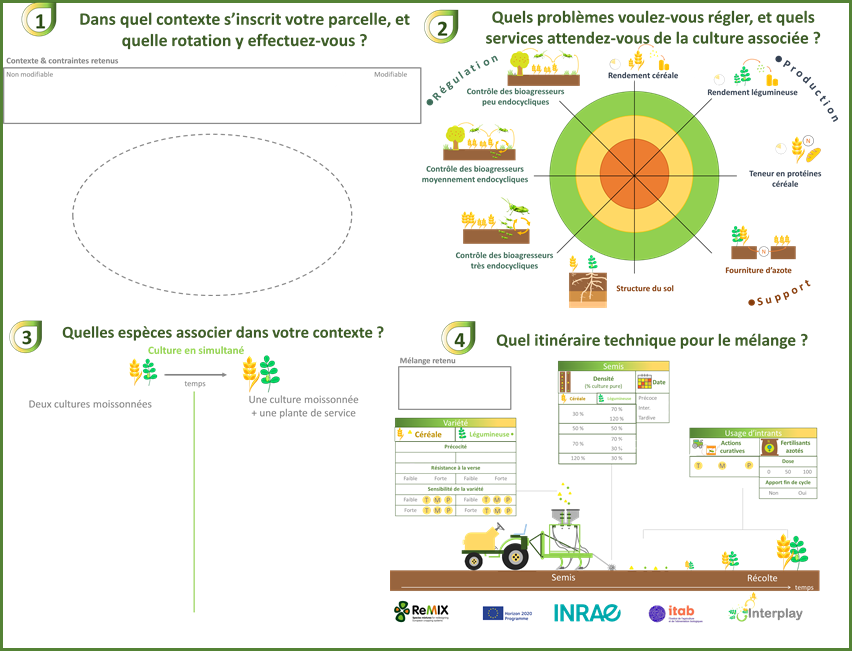 1
Dans quel contexte s'inscrit votre parcelle, et
quelle rotation y effectuez-vous ?
Contexte & contraintes retenus
Non modifiable
Modifiable
2
Quels problèmes voulez-vous régler, et quels
services attendez-vous de la culture associée ?
Régulation
Production
Support
Contrôle des bioagresseurs
peu endocycliques
Rendement céréale
Rendement légumineuse
Contrôle des bioagresseurs
moyennement endocycliques
N
Teneur en protéines
céréale
Contrôle des bioagresseurs
très endocycliques
N
Fourniture d'azote
Structure du sol
3
Quelles espèces associer dans votre contexte ?
Culture en simultané
temps
Deux cultures moissonnées
Une culture moissonnée
+ une plante de service
4
Quel itinéraire technique pour le mélange ?
Mélange retenu
Semis
Densité
(% culture pure)
Date
Céréale
Légumineuse
Précoce
Inter.
Tardive
30 %
70 %
120 %
50 %
50 %
70 %
70 %
30 %
120 %
30 %
Variété
Céréale
Légumineuse
Précocité
Résistance à la verse
Faible
Forte
Faible
Forte
Sensibilité de la variété
Faible
T M P
Faible
T M P
Forte
T M P
Forte
T M P
Usage d'intrants
Actions
curatives
Fertilisants
azotés
T
M
P
Dose
0
50
100
Apport fin de cycle
Non
Oui
Semis
Récolte
temps
ReMIX
Horizon 2020
Programme
INRAE
itab
Interplay